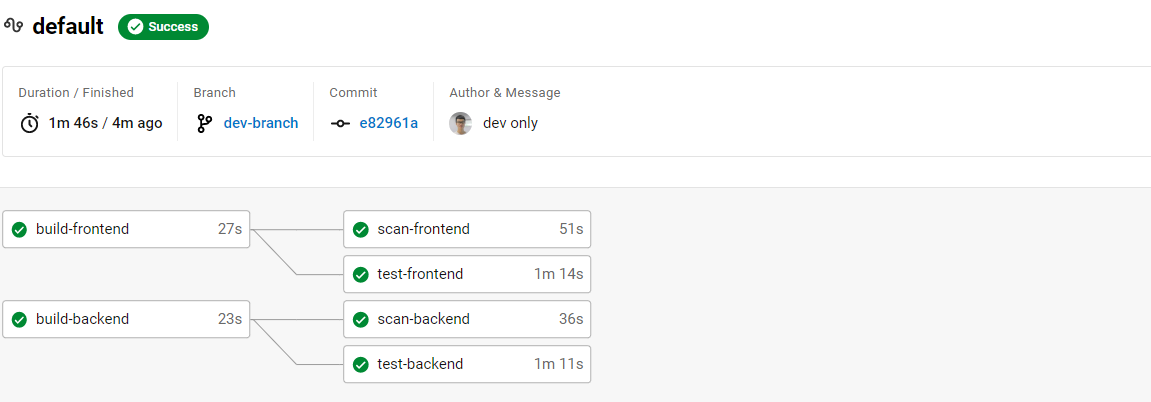 default Success
Duration / Finished Branch Commit Author & Message
1m 46s / 4m ago dev-branch e82961a dev only
build-frontend 27s scan-frontend 51s
test-frontend 1m 14s
build-backend 23s scan-backend 36s
test-backend 1m 11s